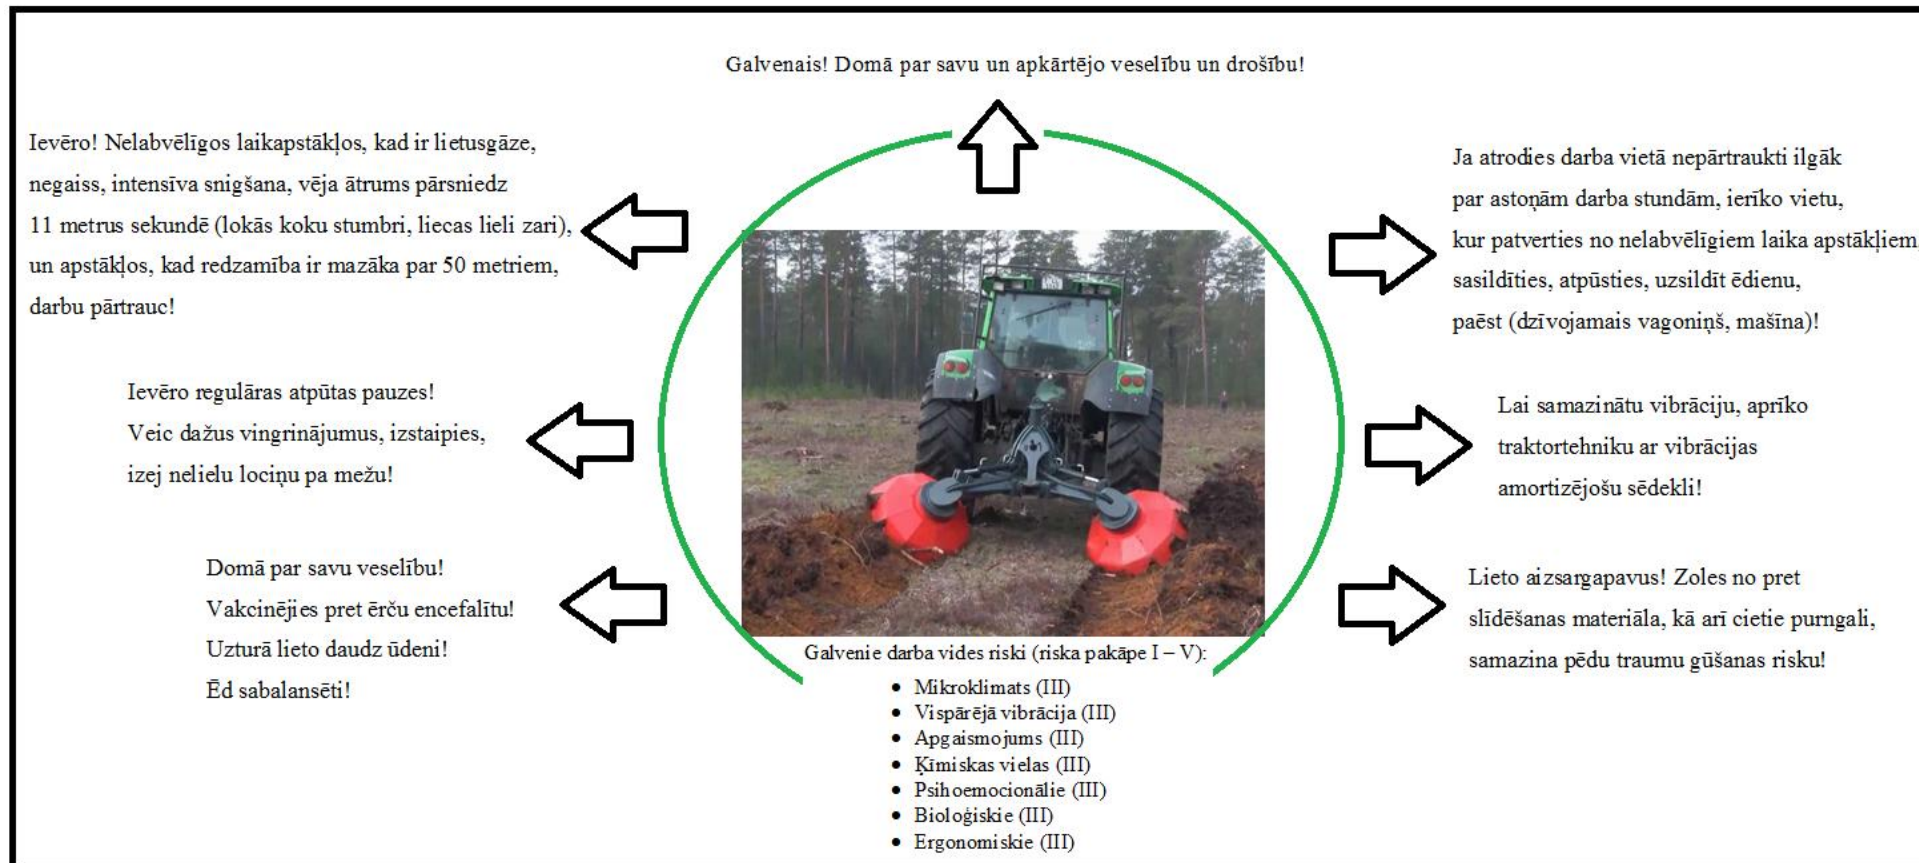 Galvenais! Domā par savu un apkārtējo veselību un drošību!
Ievēro! Nelabvēlīgos laikapstākļos, kad ir lietusgāze,
negaiss, intensīva snigšana, vēja ātrums pārsniedz
11 metrus sekundē (lokās koku stumbri, liecas lieli zari),
un apstākļos, kad redzamība ir mazāka par 50 metriem,
darbu pārtrauc!
Ievēro regulāras atpūtas pauzes!
Veic dažus vingrinājumus, izstaipies,
izej nelielu lociņu pa mežu!
Domā par savu veselību!
Vakcinējies pret ērču encefalītu!
Uzturā lieto daudz ūdeni!
Ēd sabalansēti!
Ja atrodies darba vietā nepārtraukti ilgāk
par astoņām darba stundām, ierīko vietu,
kur patverties no nelabvēlīgiem laika apstākļiem
sasildīties, atpūsties, uzsildīt ēdienu,
paēst (dzīvojamais vagoniņš, mašīna)!
Lai samazinātu vibrāciju, aprīko
traktortehniku ar vibrācijas
amortizējošu sēdekli!
Lieto aizsargapavus! Zoles no pret
slīdēšanas materiāla, kā arī cietie purngali,
samazina pēdu traumu gūšanas risku!
Galvenie darba vides riski (riska pakāpe I – V):
• Mikroklimats (III)
• Vispārējā vibrācija (III)
• Apgaismojums (III)
• Ķīmiskas vielas (III)
• Psihoemocionālie (III)
• Bioloģiskie (III)
• Ergonomiskie (III)